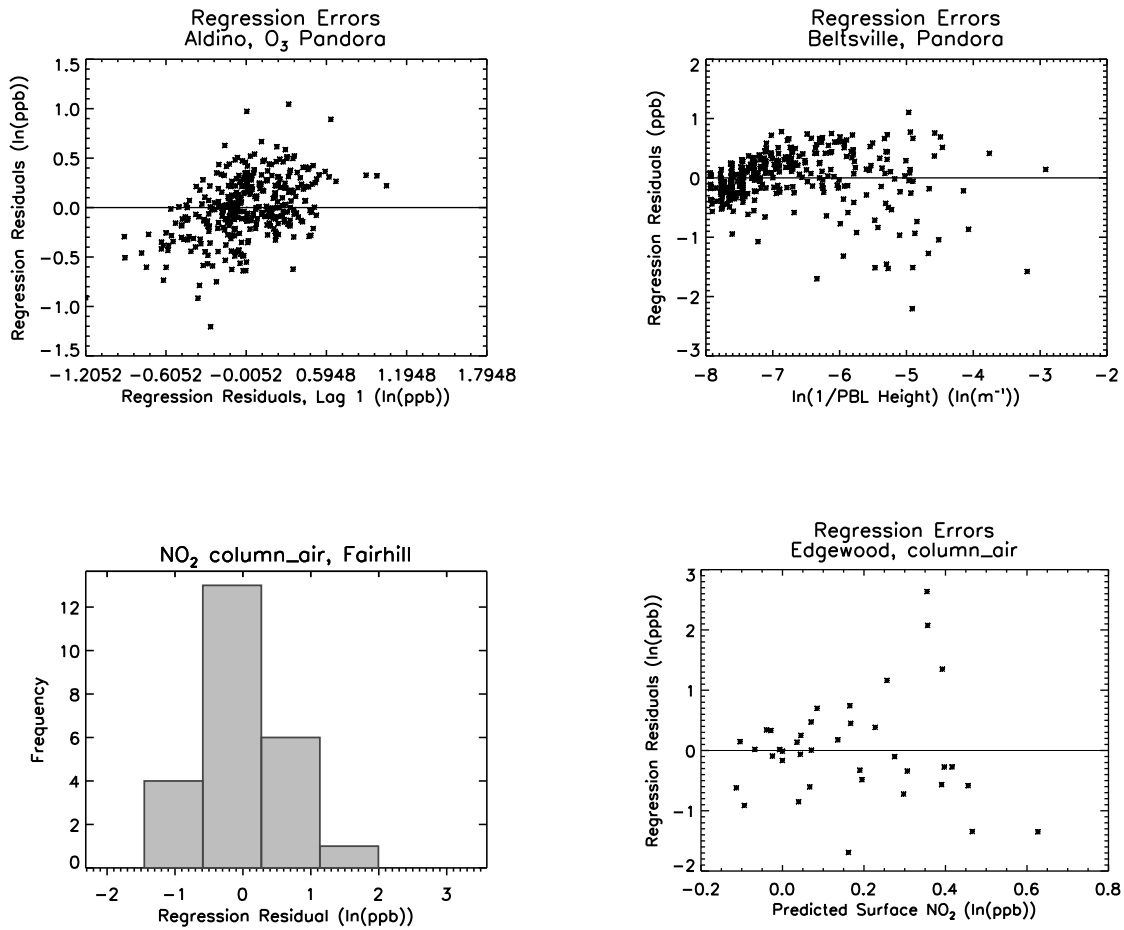 Regression Errors
Aldino, O₃ Pandora
Regression Residuals (ln(ppb))
1.5
1.0
0.5
0.0
−0.5
−1.0
−1.5
−1.2052 −0.6052 −0.0052 0.5948 1.1948 1.7948
Regression Residuals, Lag 1 (ln(ppb))
Regression Errors
Beltsville, Pandora
Regression Residuals (ppb)
2
1
0
−1
−2
−3
−8 −7 −6 −5 −4 −3 −2
ln(1/PBL Height) (ln(m⁻¹))
NO₂ column_air, Fairhill
Frequency
12
10
8
6
4
2
0
−2 −1 0 1 2 3
Regression Residual (ln(ppb))
Regression Errors
Edgewood, column_air
Regression Residuals (ln(ppb))
3
2
1
0
−1
−2
−0.2 0.0 0.2 0.4 0.6 0.8
Predicted Surface NO₂ (ln(ppb))